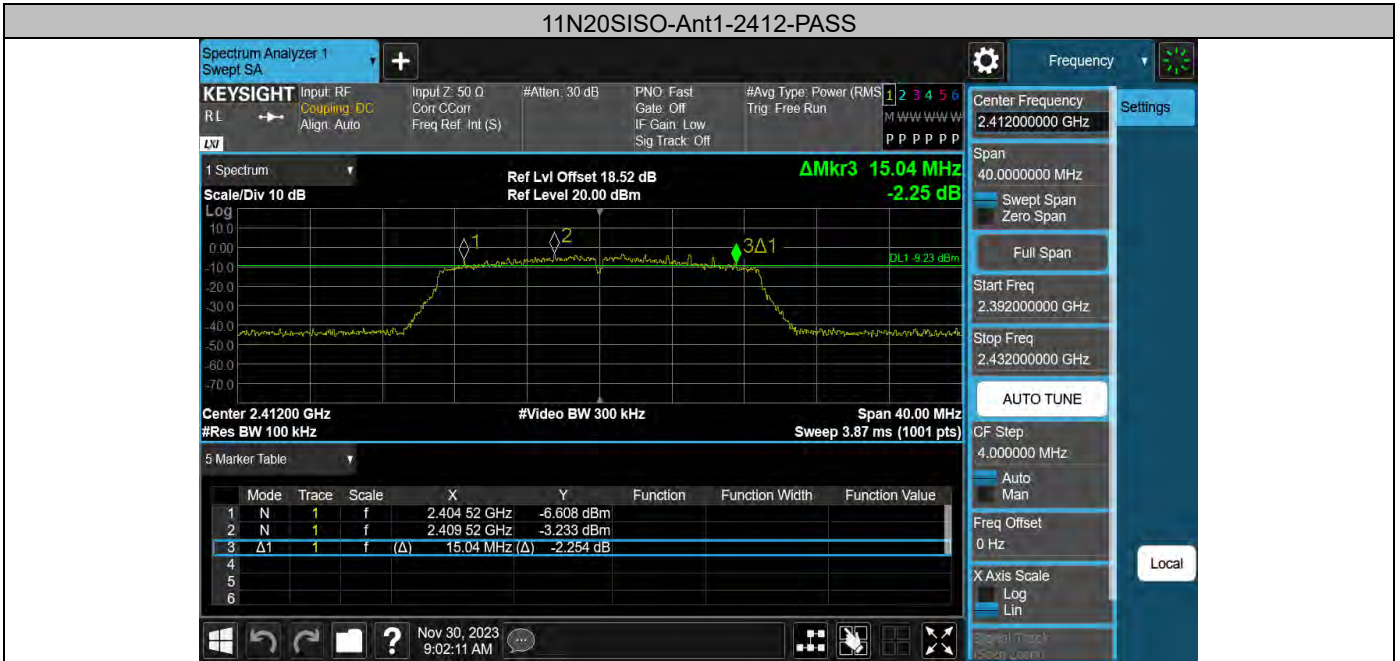 11N20SISO-Ant1-2412-PASS
Spectrum Analyzer 1
Swept SA
+
Frequency
KEYSIGHT
RL
LXI
Input: RF
Coupling: DC
Align: Auto
Input Z: 50 Ω
Corr CCorr
Freq Ref: Int (S)
#Atten: 30 dB
PNO: Fast
Gate: Off
IF Gain: Low
Sig Track: Off
#Avg Type: Power (RMS
Trig: Free Run
1 2 3 4 5 6
M W W W W W
P P P P P P
Center Frequency
2.412000000 GHz
Settings
Span
40.0000000 MHz
Swept Span
Zero Span
Full Span
Start Freq
2.392000000 GHz
Stop Freq
2.432000000 GHz
AUTO TUNE
CF Step
4.000000 MHz
Auto
Man
Freq Offset
0 Hz
X Axis Scale
Log
Lin
Signal Track
(Span Zoom)
Local
1 Spectrum
Scale/Div 10 dB
Ref Lvl Offset 18.52 dB
Ref Level 20.00 dBm
ΔMkr3 15.04 MHz
-2.25 dB
Log
10.0
0.00
-10.0
-20.0
-30.0
-40.0
-50.0
-60.0
-70.0
1
2
3Δ1
DL1 -9.23 dBm
Center 2.41200 GHz
#Video BW 300 kHz
Span 40.00 MHz
#Res BW 100 kHz
Sweep 3.87 ms (1001 pts)
5 Marker Table
Mode Trace Scale X Y Function Function Width Function Value
1 N 1 f 2.404 52 GHz -6.608 dBm
2 N 1 f 2.409 52 GHz -3.233 dBm
3 Δ1 1 f (Δ) 15.04 MHz (Δ) -2.254 dB
4
5
6
?
Nov 30, 2023
9:02:11 AM